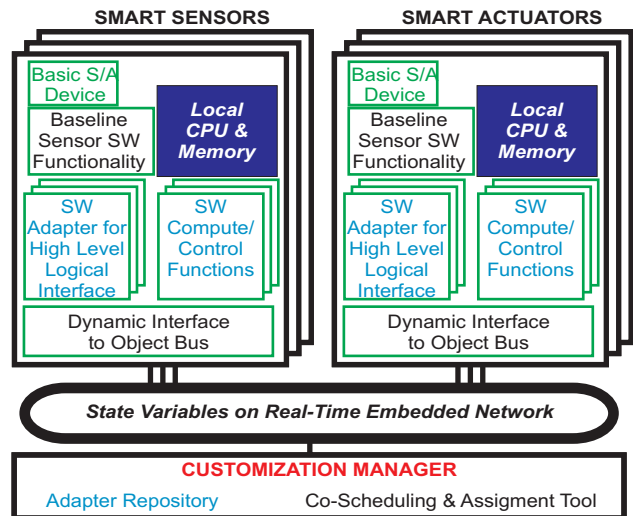 SMART SENSORS
Basic S/A
Device
Baseline
Sensor SW
Functionality
Local
CPU &
Memory
SW
Adapter for
High Level
Logical
Interface
SW
Compute/
Control
Functions
Dynamic Interface
to Object Bus
SMART ACTUATORS
Basic S/A
Device
Baseline
Sensor SW
Functionality
Local
CPU &
Memory
SW
Adapter for
High Level
Logical
Interface
SW
Compute/
Control
Functions
Dynamic Interface
to Object Bus
State Variables on Real-Time Embedded Network
CUSTOMIZATION MANAGER
Adapter Repository
Co-Scheduling & Assigment Tool